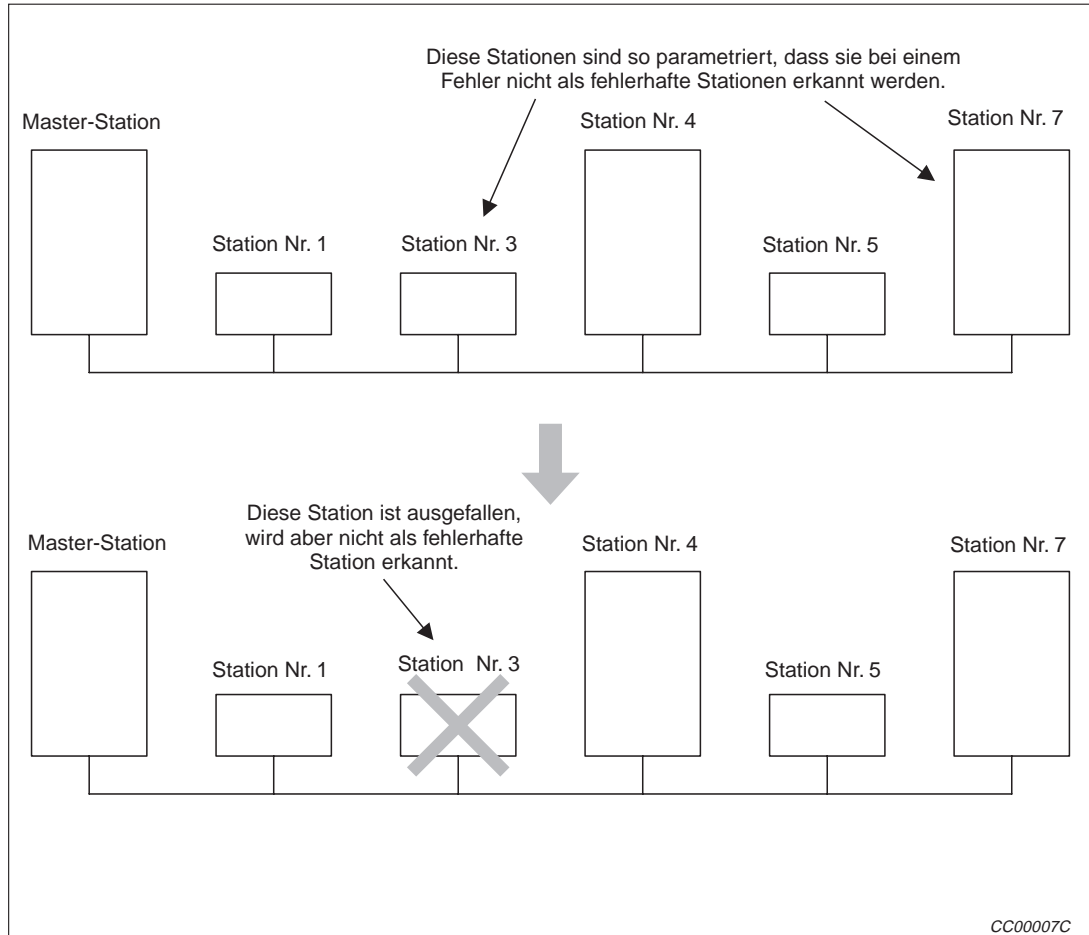 Diese Stationen sind so parametriert, dass sie bei einem
Fehler nicht als fehlerhafte Stationen erkannt werden.
Master-Station
Station Nr. 4
Station Nr. 7
Station Nr. 1
Station Nr. 3
Station Nr. 5
Diese Station ist ausgefallen,
wird aber nicht als fehlerhafte
Station erkannt.
Master-Station
Station Nr. 4
Station Nr. 7
Station Nr. 1
Station Nr. 3
Station Nr. 5
CC00007C